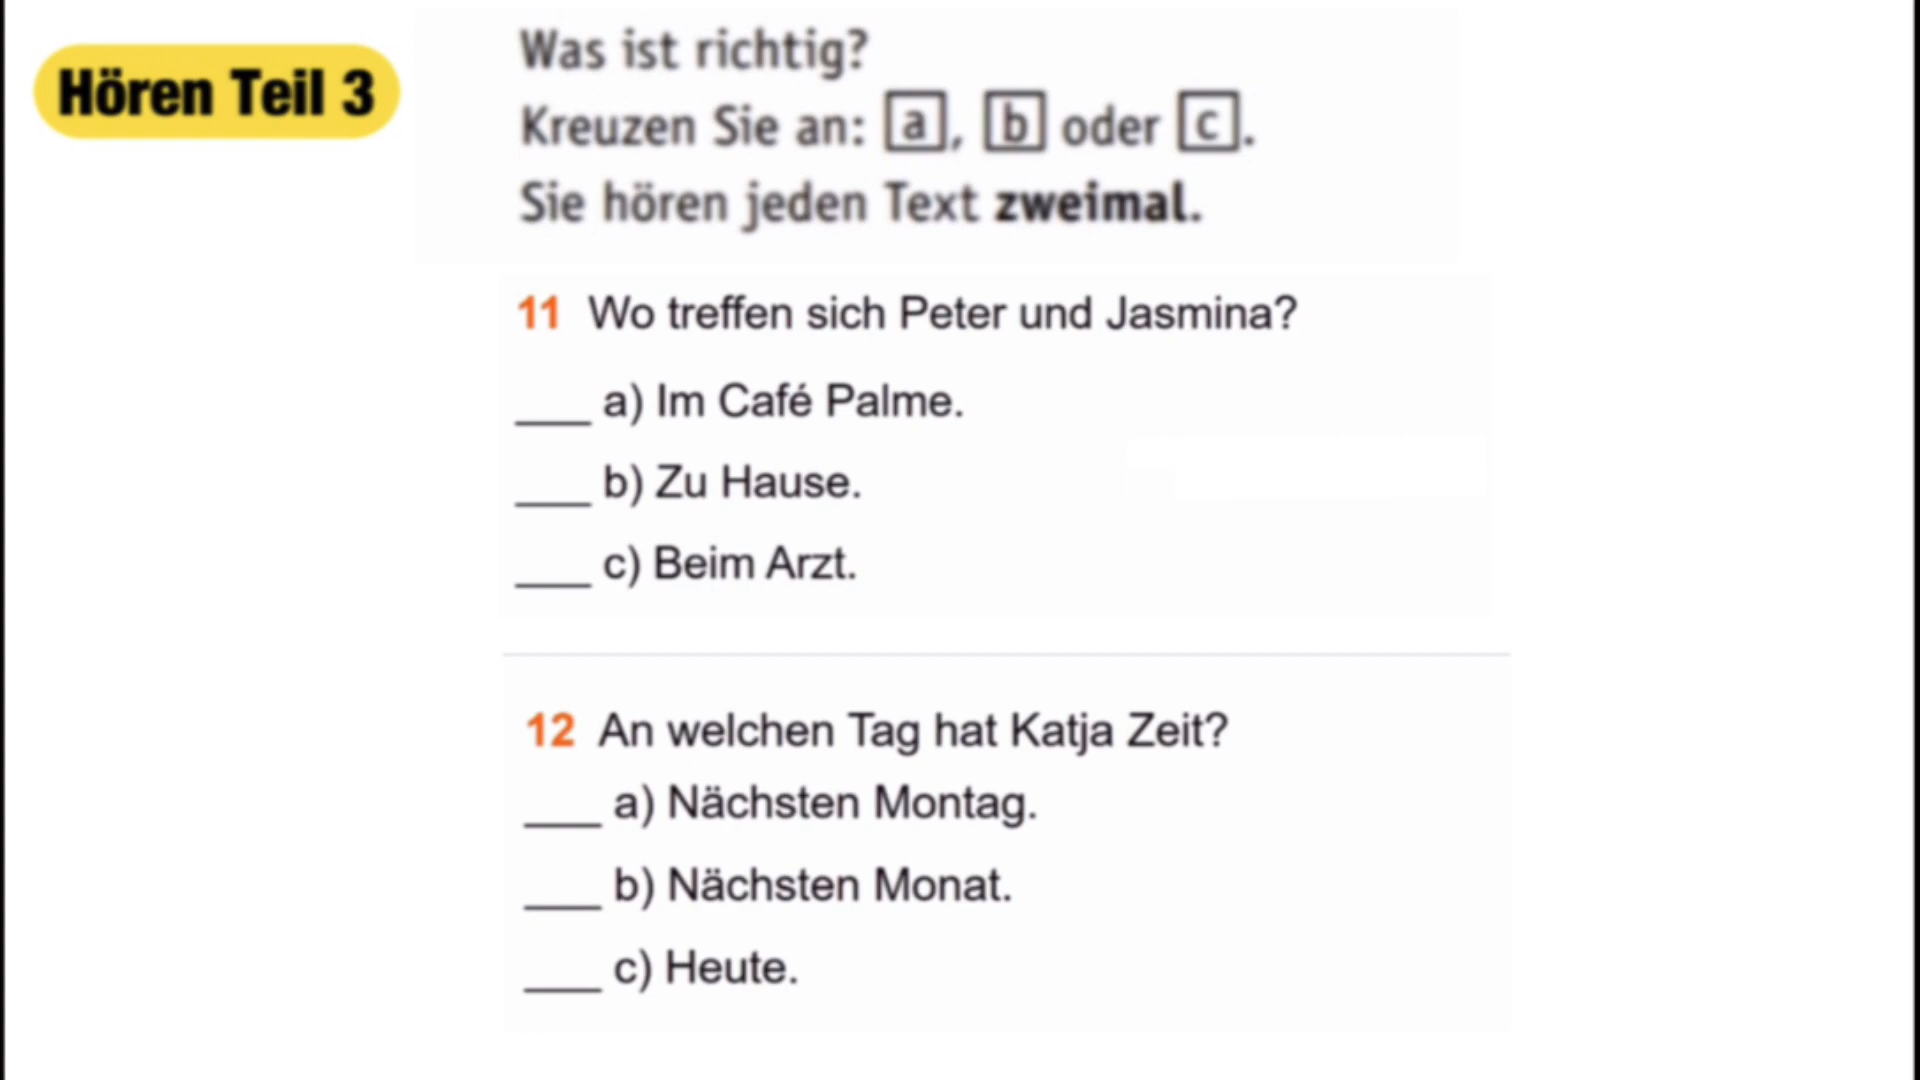 Hören Teil 3
Was ist richtig?
Kreuzen Sie an: a, b oder c.
Sie hören jeden Text zweimal.
11 Wo treffen sich Peter und Jasmina?
___ a) Im Café Palme.
___ b) Zu Hause.
___ c) Beim Arzt.
12 An welchen Tag hat Katja Zeit?
___ a) Nächsten Montag.
___ b) Nächsten Monat.
___ c) Heute.